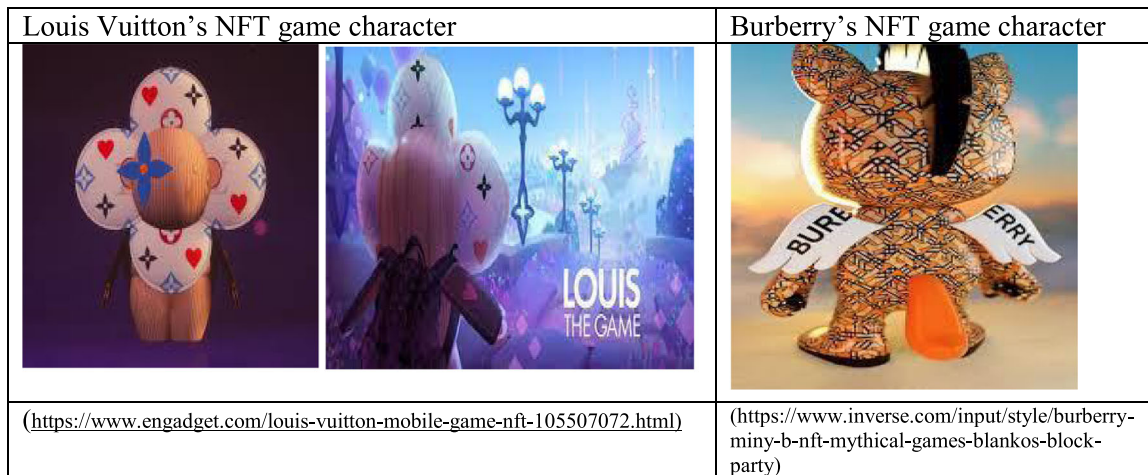 Louis Vuitton’s NFT game character
Burberry’s NFT game character
LOUIS
THE GAME
BURB
ERRY
(https://www.engadget.com/louis-vuitton-mobile-game-nft-105507072.html)
(https://www.inverse.com/input/style/burberry-
miny-b-nft-mythical-games-blankos-block-
party)